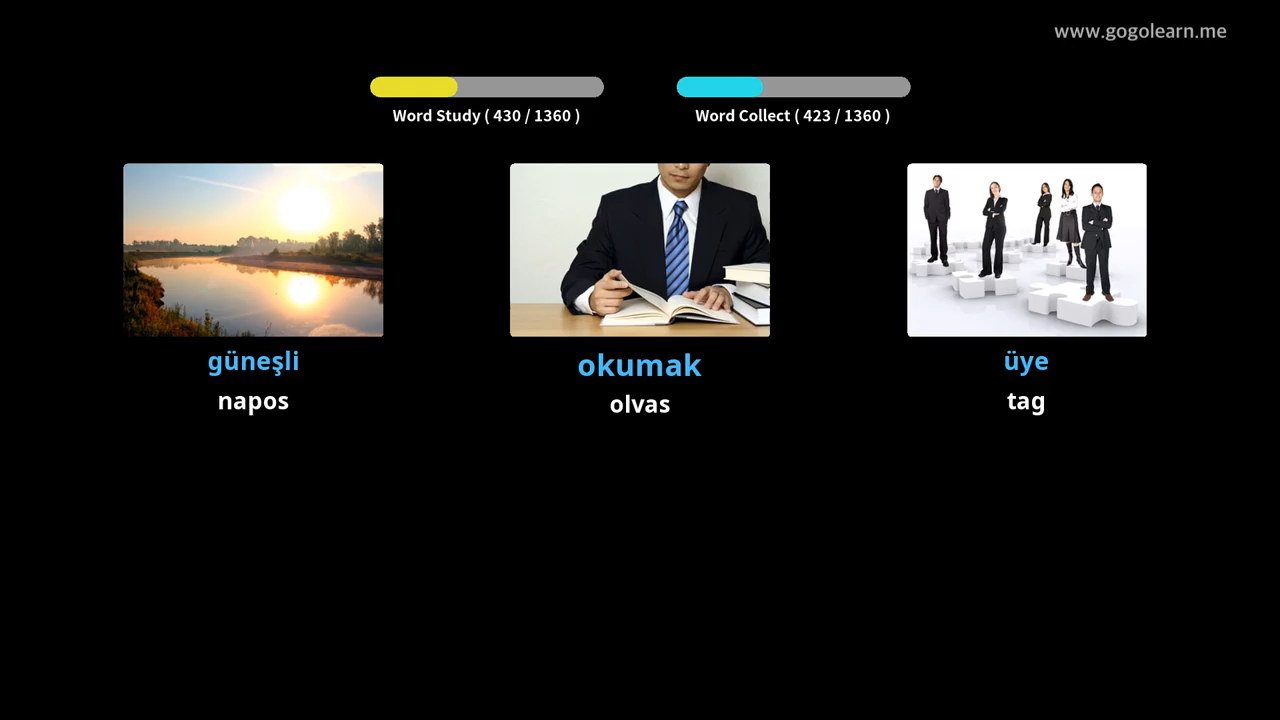 www.gogolearn.me
Word Study ( 430 / 1360 )
Word Collect ( 423 / 1360 )
güneşli
okumak
üye
napos
olvas
tag